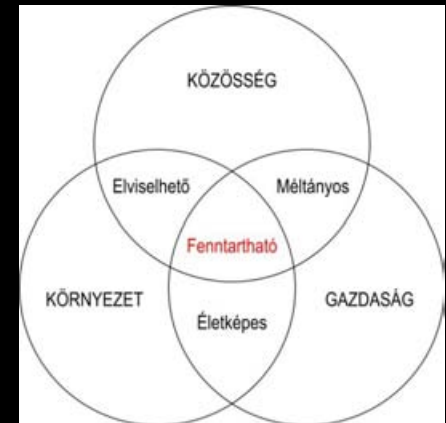 KÖZÖSSÉG
Elviselhető
Méltányos
Fenntartható
KÖRNYEZET
GAZDASÁG
Életképes